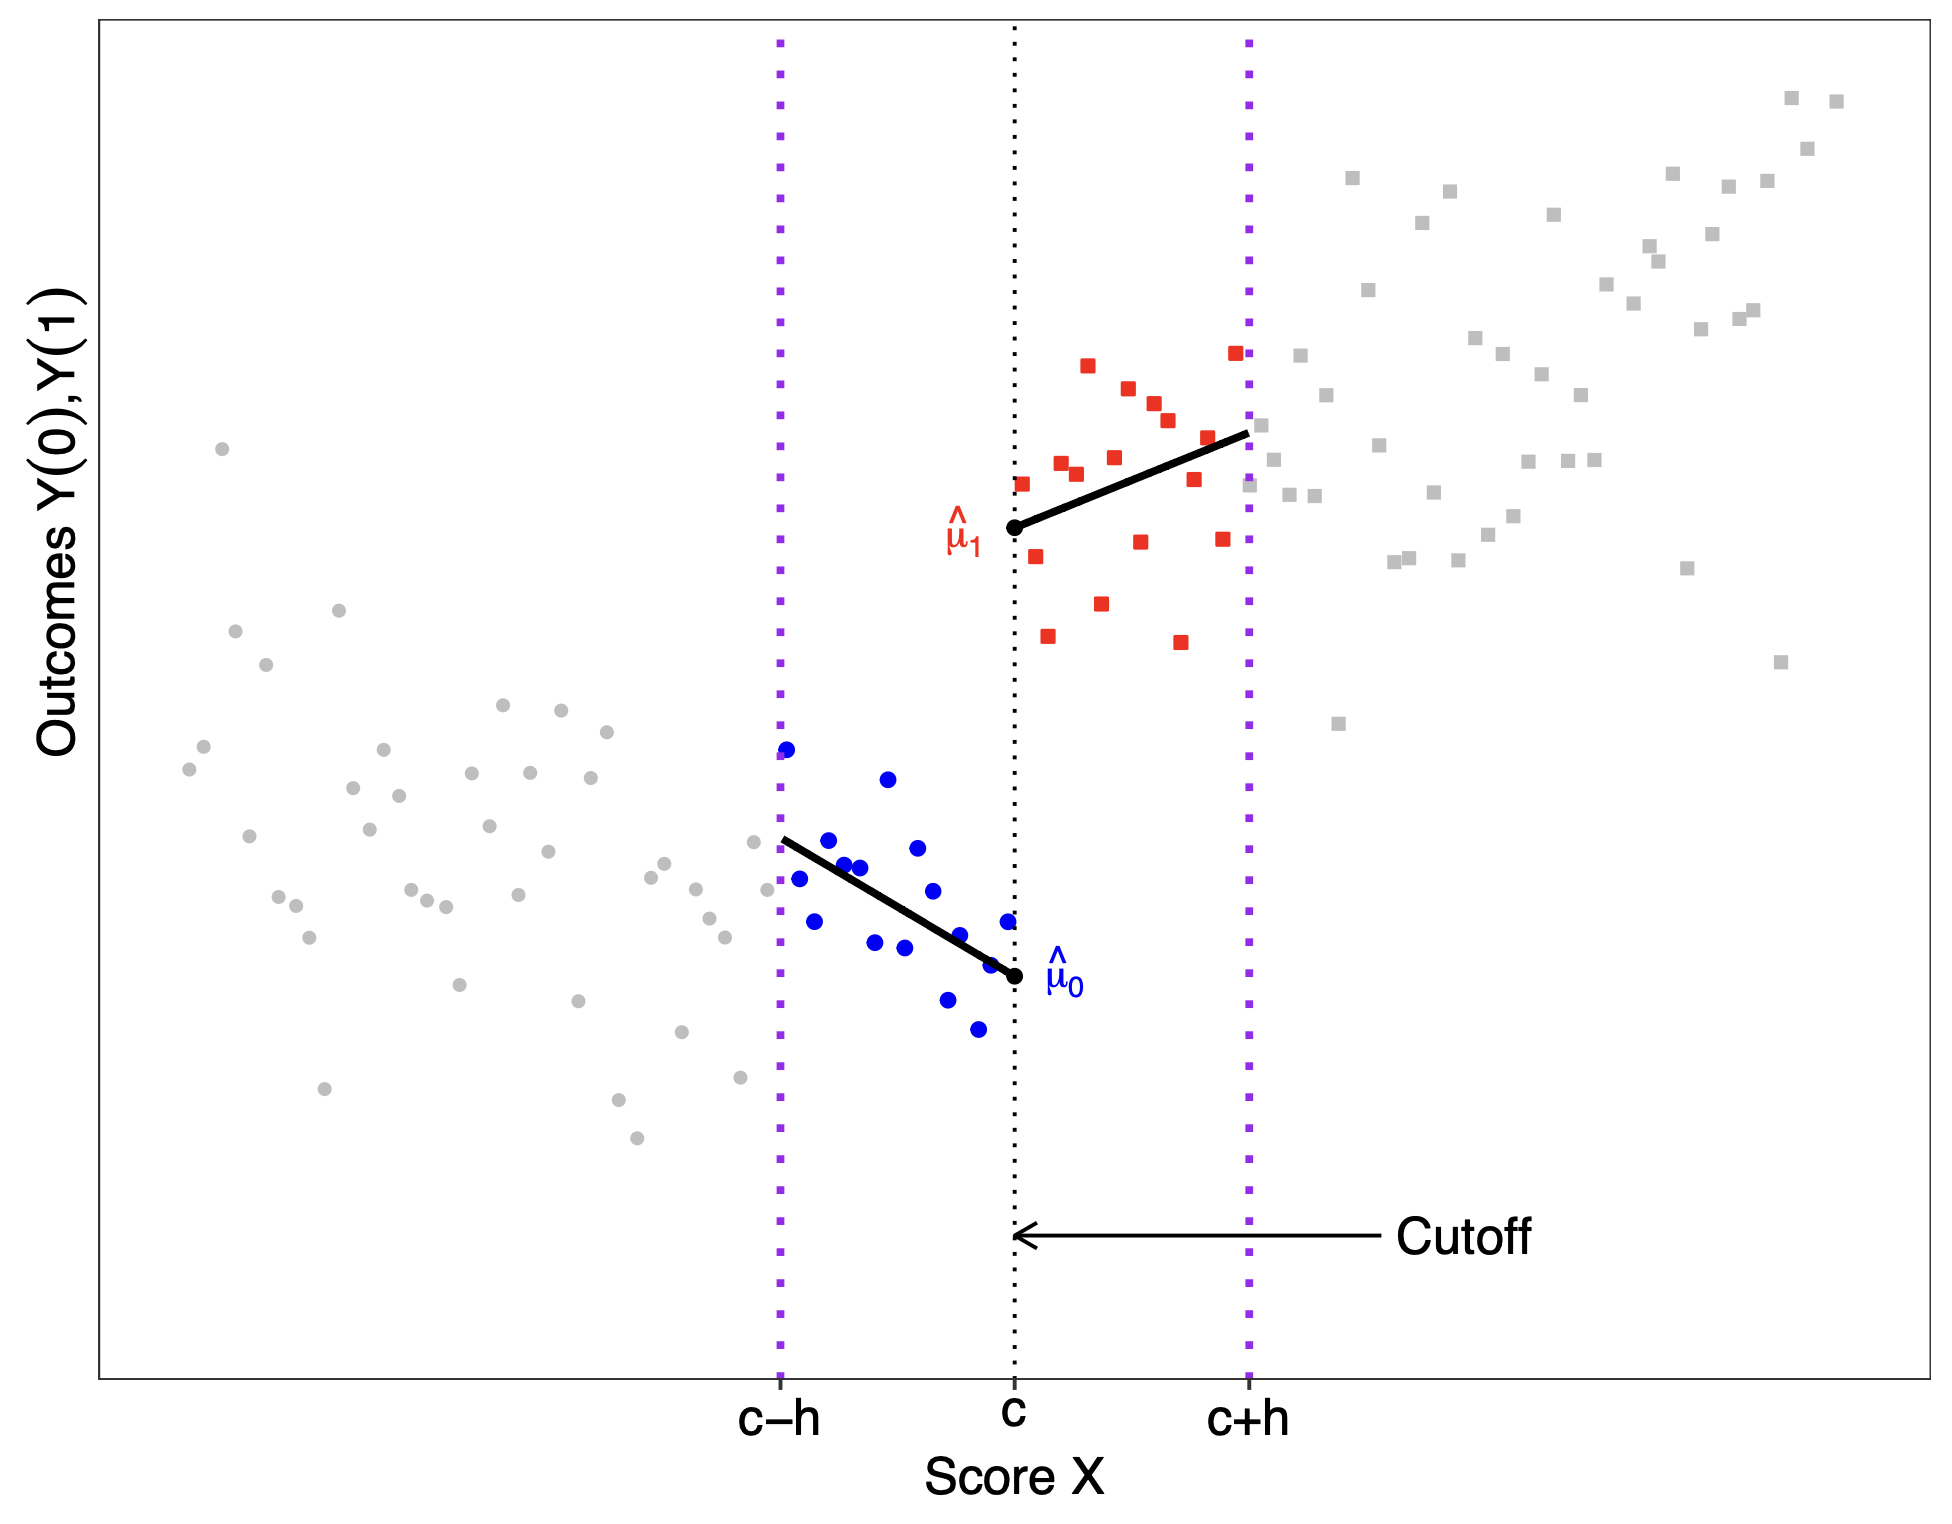 Outcomes Y(0),Y(1)
μ̂₁
μ̂₀
Cutoff
c−h
c
c+h
Score X